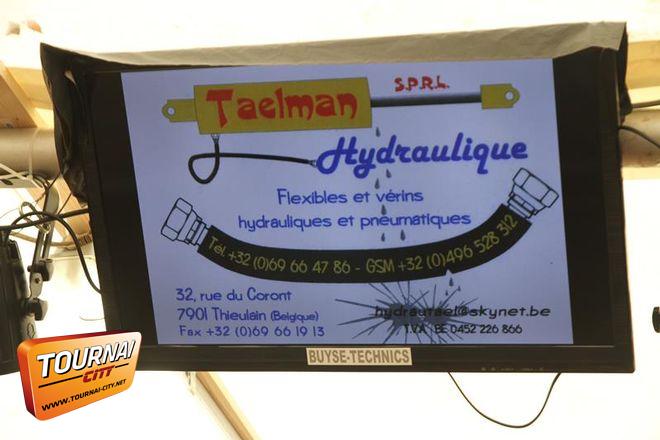 Taelman S.P.R.L.
Hydraulique
Flexibles et vérins
hydrauliques et pneumatiques
Tél. +32 (0)69 66 47 86 - GSM +32 (0)496 528 312
32, rue du Coront
7901 Thieulain (Belgique)
Fax +32 (0)69 66 19 13
hydrautael@skynet.be
T.V.A. BE 0452 226 866
BUYSE-TECHNICS
TOURNAI
CITY
WWW.TOURNAI-CITY.NET